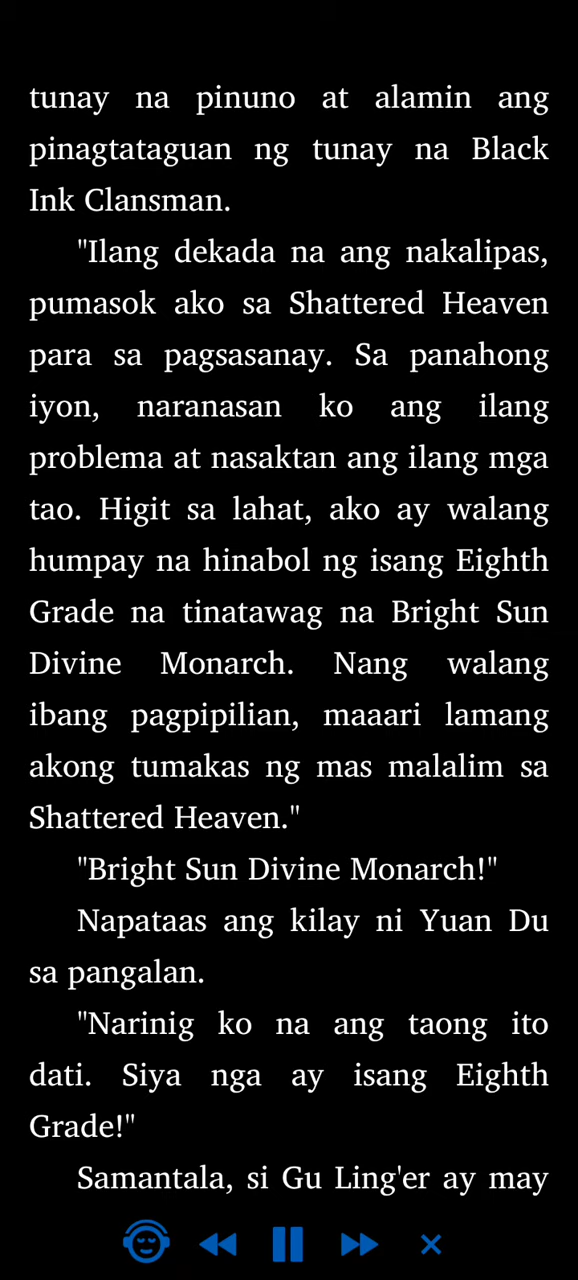 tunay na pinuno at alamin ang
pinagtataguan ng tunay na Black
Ink Clansman.
"Ilang dekada na ang nakalipas,
pumasok ako sa Shattered Heaven
para sa pagsasanay. Sa panahong
iyon, naranasan ko ang ilang
problema at nasaktan ang ilang mga
tao. Higit sa lahat, ako ay walang
humpay na hinabol ng isang Eighth
Grade na tinatawag na Bright Sun
Divine Monarch. Nang walang
ibang pagpipilian, maaari lamang
akong tumakas ng mas malalim sa
Shattered Heaven."
"Bright Sun Divine Monarch!"
Napataas ang kilay ni Yuan Du
sa pangalan.
"Narinig ko na ang taong ito
dati. Siya nga ay isang Eighth
Grade!"
Samantala, si Gu Ling'er ay may